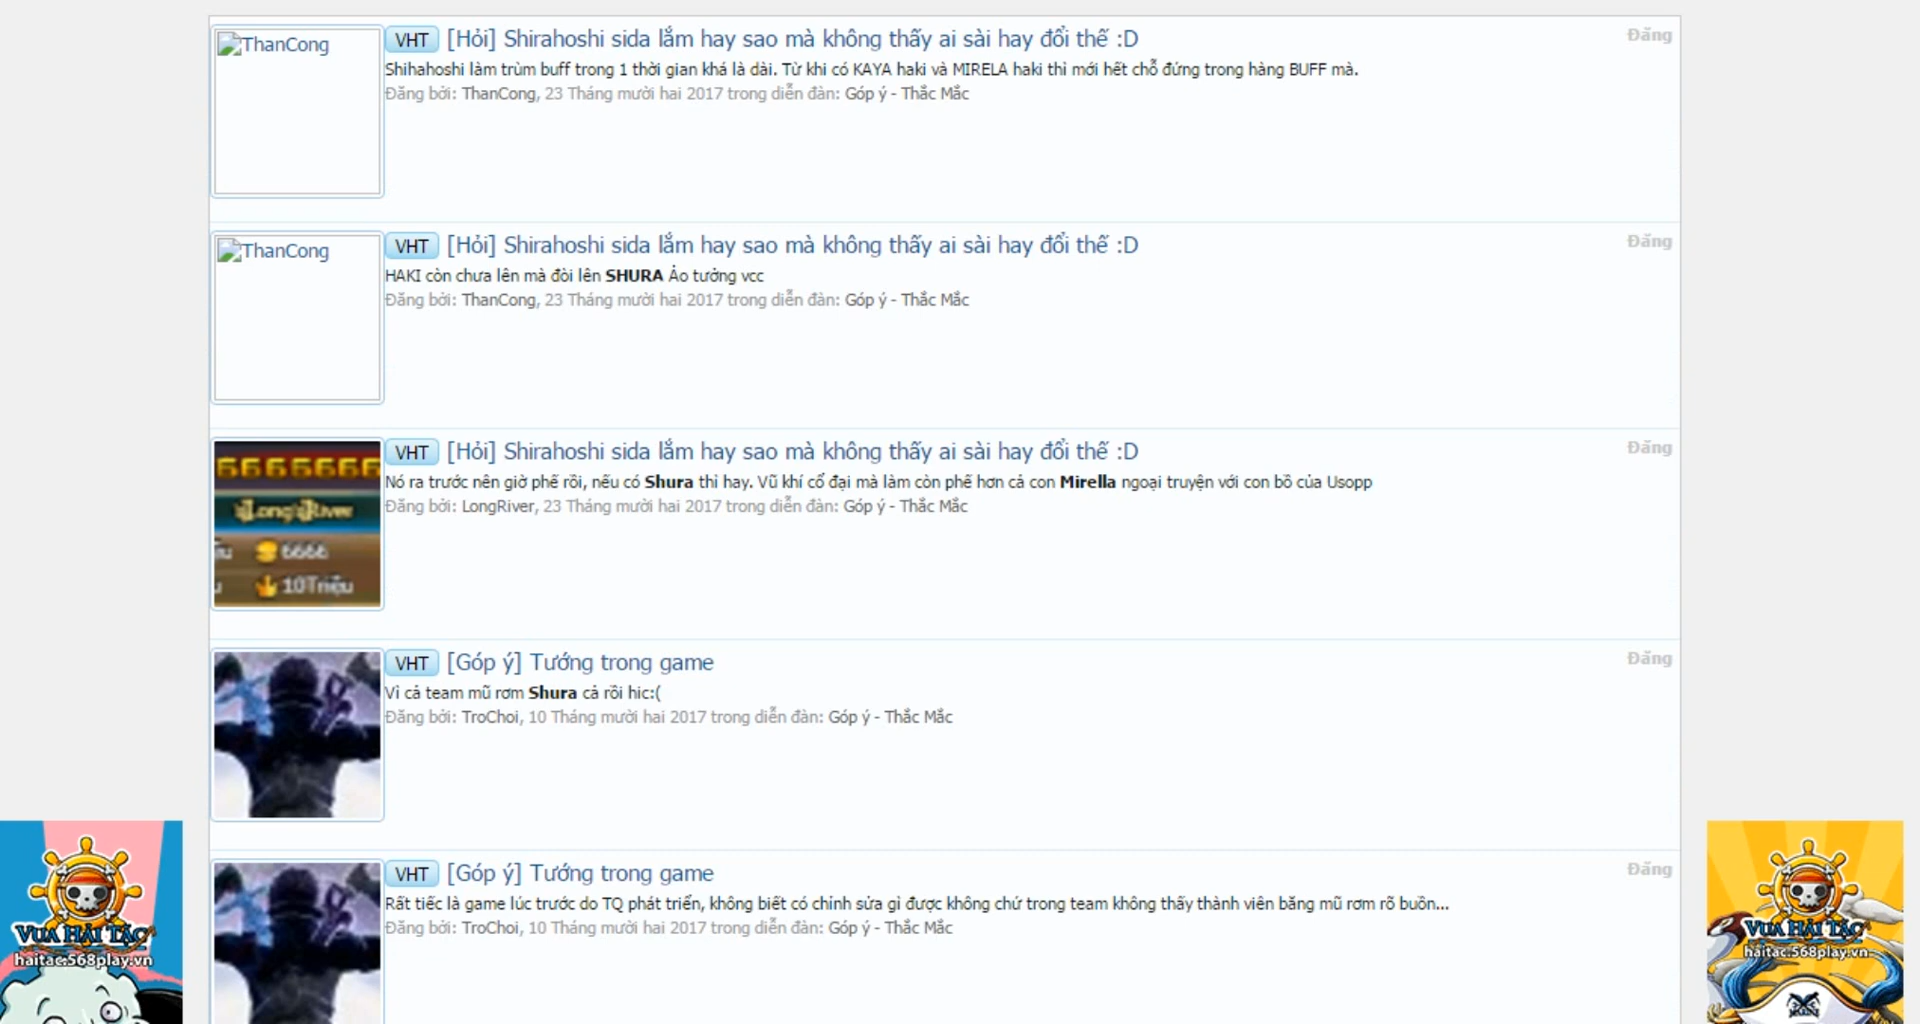 ThanCong
VHT [Hỏi] Shirahoshi sida lắm hay sao mà không thấy ai sài hay đổi thế :D
Đăng
Shihahoshi làm trùm buff trong 1 thời gian khá là dài. Từ khi có KAYA haki và MIRELA haki thì mới hết chỗ đứng trong hàng BUFF mà.
Đăng bởi: ThanCong, 23 Tháng mười hai 2017 trong diễn đàn: Góp ý - Thắc Mắc
ThanCong
VHT [Hỏi] Shirahoshi sida lắm hay sao mà không thấy ai sài hay đổi thế :D
Đăng
HAKI còn chưa lên mà đòi lên SHURA Ảo tưởng vcc
Đăng bởi: ThanCong, 23 Tháng mười hai 2017 trong diễn đàn: Góp ý - Thắc Mắc
6666666
LongRiver
6666
10Triệu
VHT [Hỏi] Shirahoshi sida lắm hay sao mà không thấy ai sài hay đổi thế :D
Đăng
Nó ra trước nên giờ phế rồi, nếu có Shura thì hay. Vũ khí cổ đại mà làm còn phế hơn cả con Mirella ngoại truyện với con bồ của Usopp
Đăng bởi: LongRiver, 23 Tháng mười hai 2017 trong diễn đàn: Góp ý - Thắc Mắc
VHT [Góp ý] Tướng trong game
Đăng
Vì cả team mũ rơm Shura cả rồi hic:(
Đăng bởi: TroChoi, 10 Tháng mười hai 2017 trong diễn đàn: Góp ý - Thắc Mắc
VHT [Góp ý] Tướng trong game
Đăng
Rất tiếc là game lúc trước do TQ phát triển, không biết có chỉnh sửa gì được không chứ trong team không thấy thành viên băng mũ rơm rõ buồn...
Đăng bởi: TroChoi, 10 Tháng mười hai 2017 trong diễn đàn: Góp ý - Thắc Mắc
VUA HẢI TẶC
haitac.568play.vn
VUA HẢI TẶC
haitac.568play.vn
MARINE